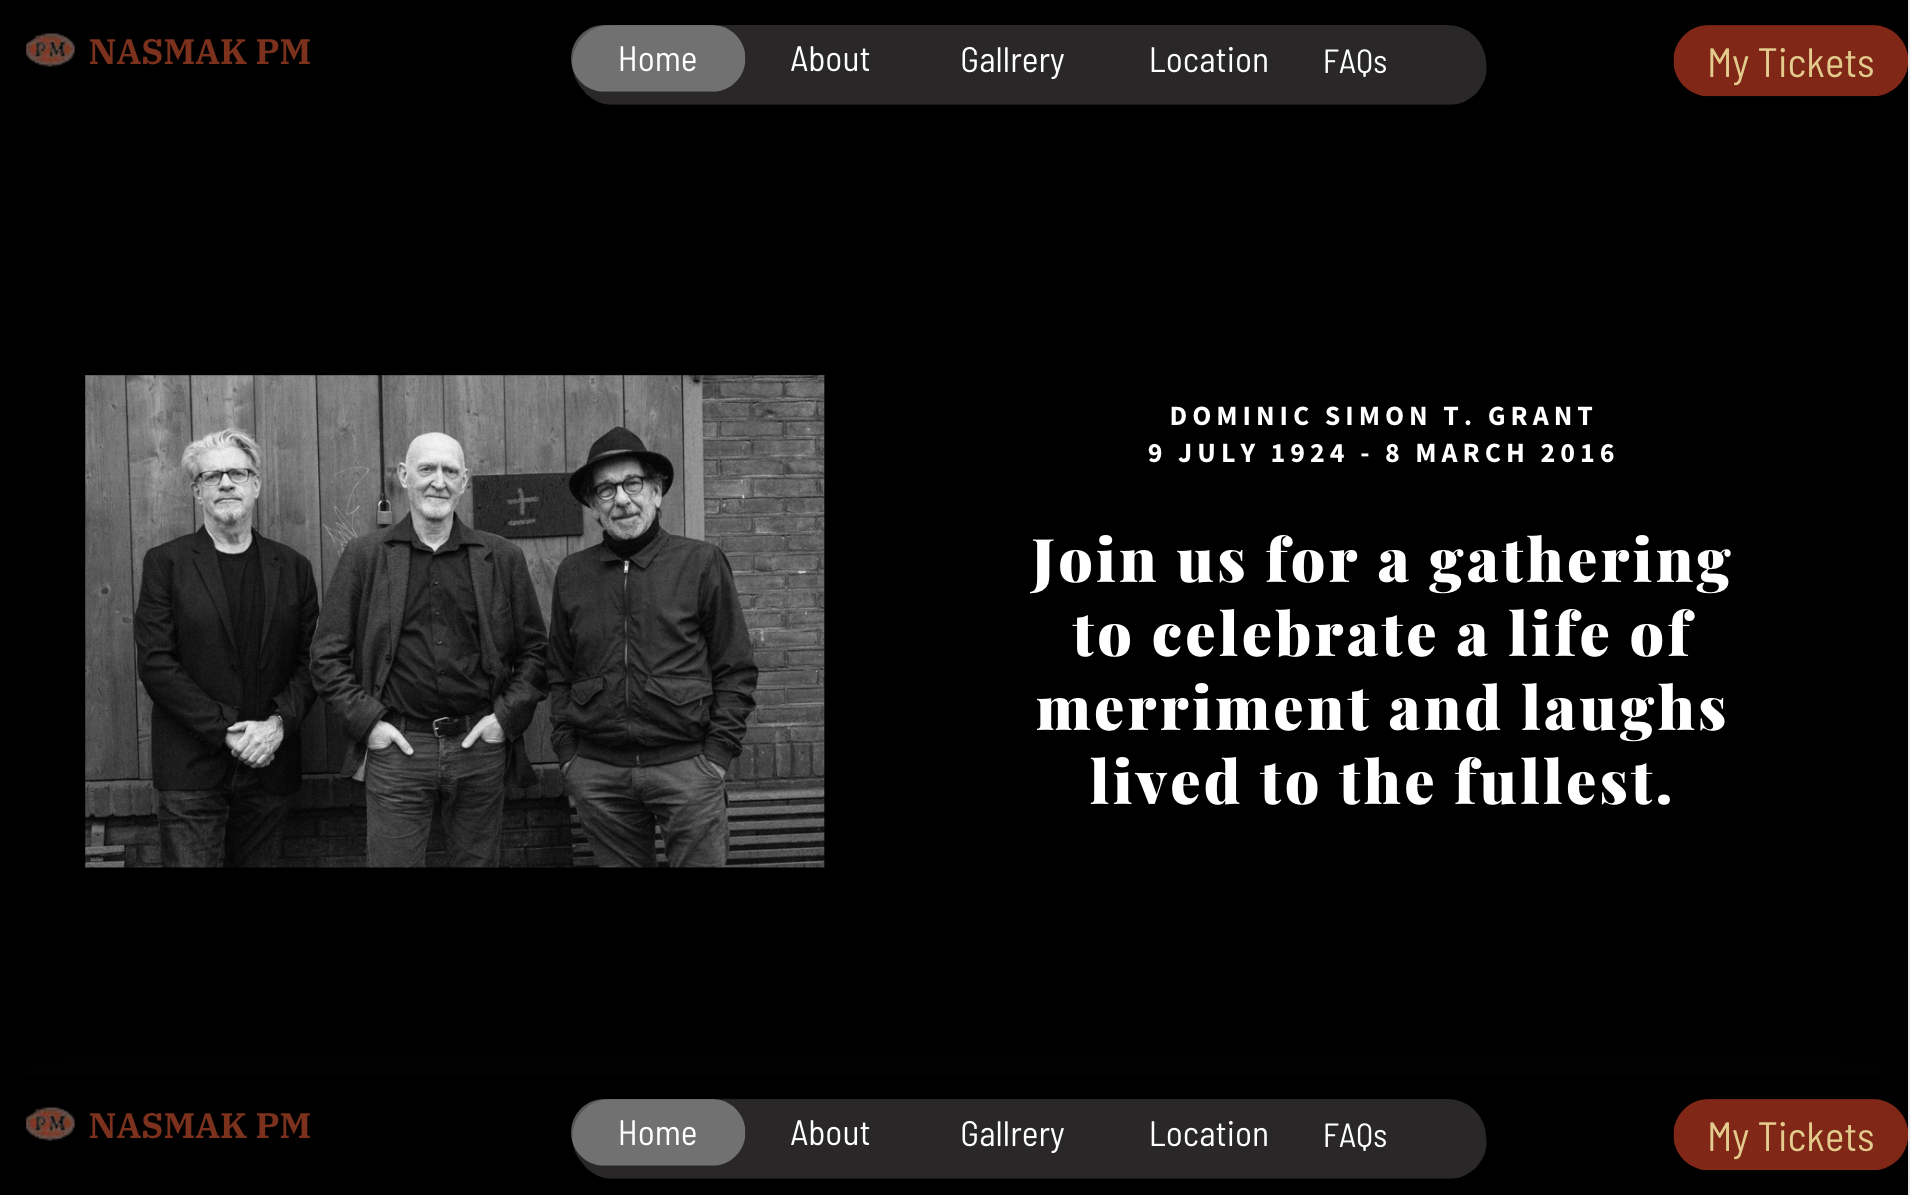 PM NASMAK PM
Home About Gallrery Location FAQs
My Tickets
DOMINIC SIMON T. GRANT
9 JULY 1924 - 8 MARCH 2016
Join us for a gathering
to celebrate a life of
merriment and laughs
lived to the fullest.
PM NASMAK PM
Home About Gallrery Location FAQs
My Tickets